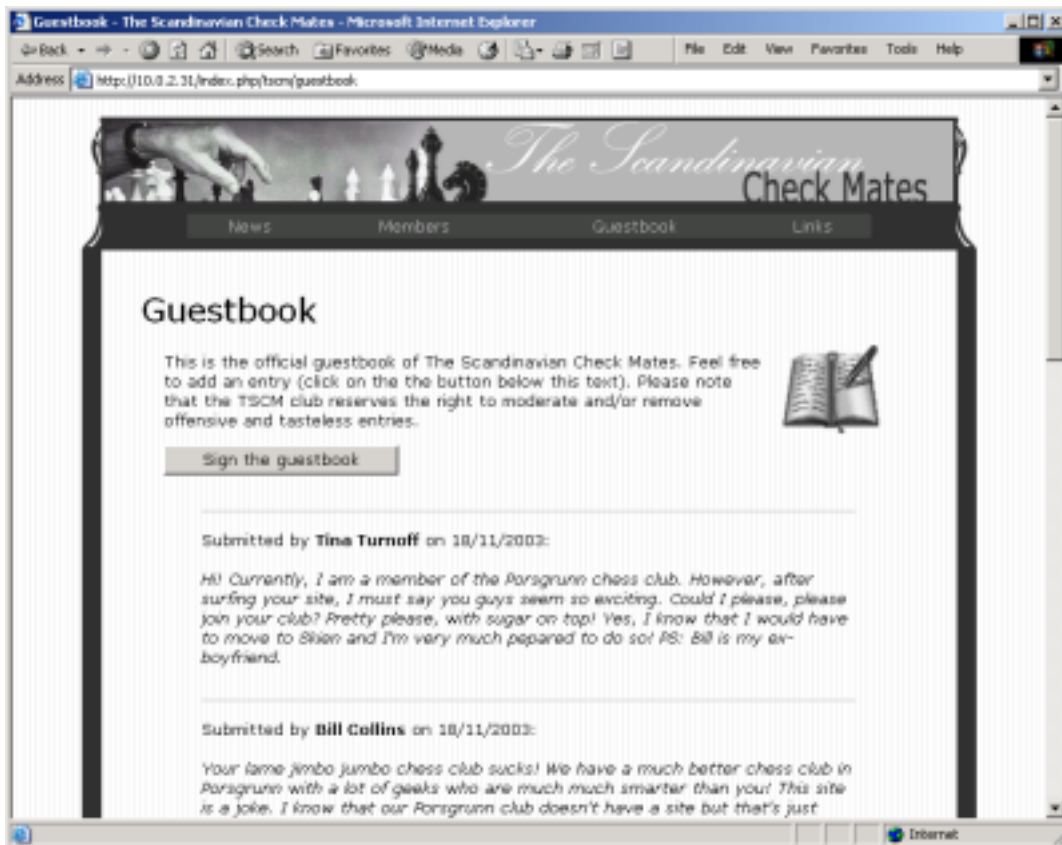 Guestbook - The Scandinavian Check Mates - Microsoft Internet Explorer
Back Search Favorites Media File Edit View Favorites Tools Help
Address http://10.0.2.31/index.php/tscm/guestbook
The Scandinavian
Check Mates
News Members Guestbook Links
Guestbook
This is the official guestbook of The Scandinavian Check Mates. Feel free
to add an entry (click on the the button below this text). Please note
that the TSCM club reserves the right to moderate and/or remove
offensive and tasteless entries.
Sign the guestbook
Submitted by Tina Turnoff on 18/11/2003:
Hi! Currently, I am a member of the Porsgrunn chess club. However, after
surfing your site, I must say you guys seem so exciting. Could I please, please
join your club? Pretty please, with sugar on top! Yes, I know that I would have
to move to Skien and I'm very much pepared to do so! PS: Bill is my ex-
boyfriend.
Submitted by Bill Collins on 18/11/2003:
Your lame jimbo jumbo chess club sucks! We have a much better chess club in
Porsgrunn with a lot of geeks who are much much smarter than you! This site
is a joke. I know that our Porsgrunn club doesn't have a site but that's just
Internet